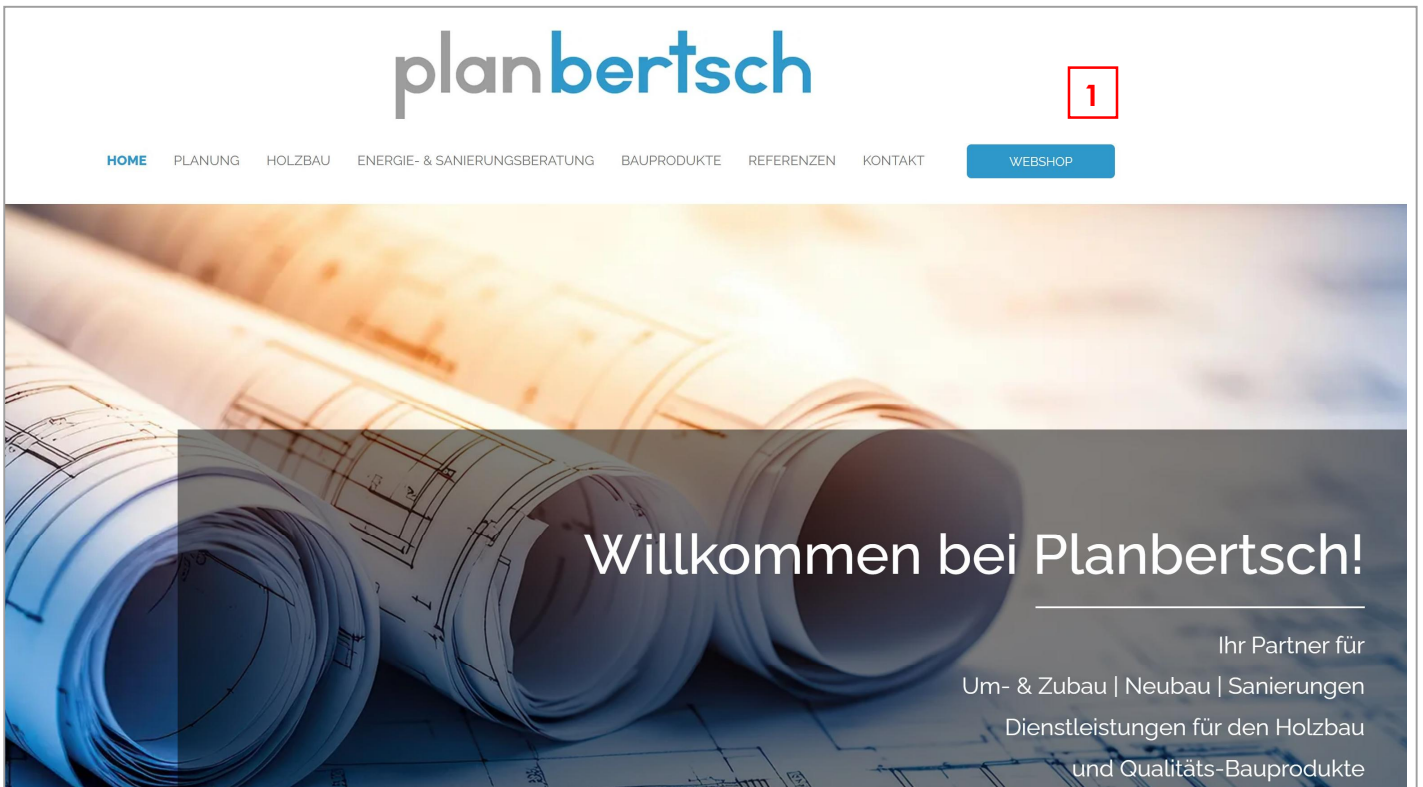 planbertsch
1
HOME PLANUNG HOLZBAU ENERGIE- & SANIERUNGSBERATUNG BAUPRODUKTE REFERENZEN KONTAKT WEBSHOP
Willkommen bei Planbertsch!
Ihr Partner für
Um- & Zubau | Neubau | Sanierungen
Dienstleistungen für den Holzbau
und Qualitäts-Bauprodukte